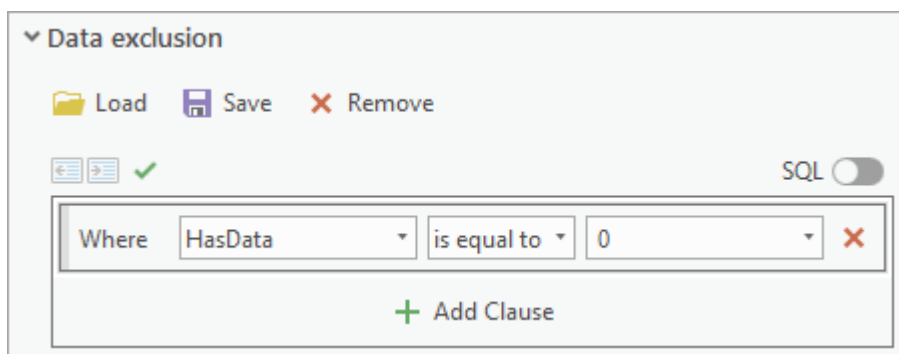 Data exclusion
Load Save Remove
SQL
Where HasData is equal to 0
Add Clause